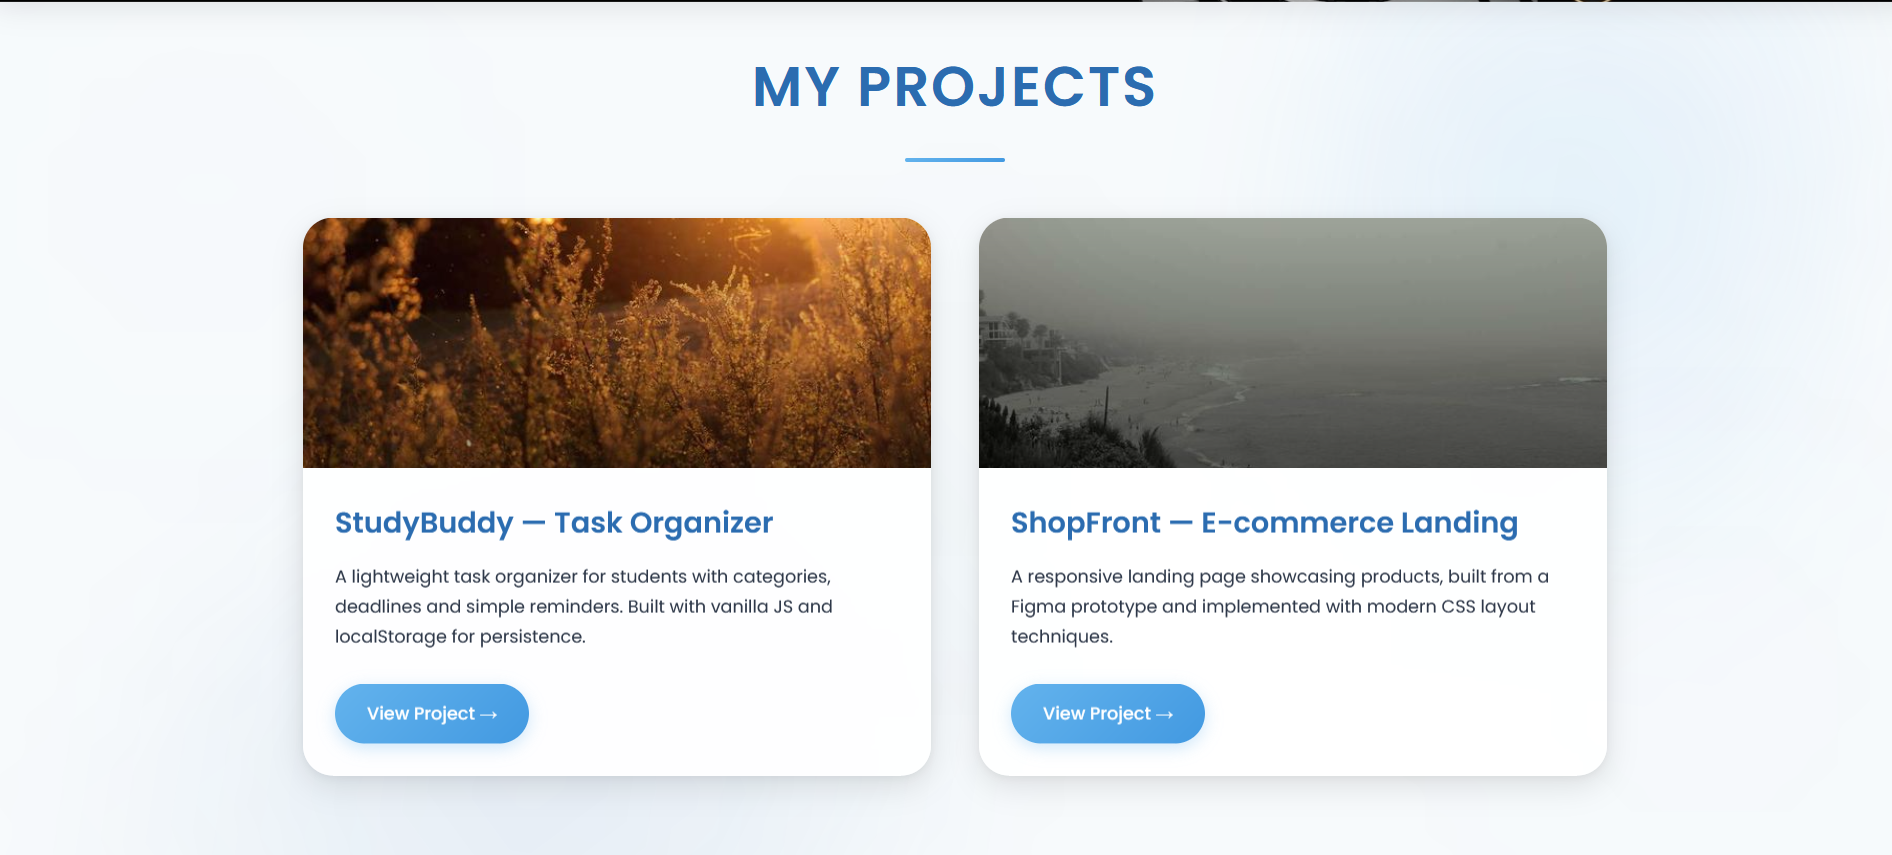 MY PROJECTS
StudyBuddy — Task Organizer
A lightweight task organizer for students with categories,
deadlines and simple reminders. Built with vanilla JS and
localStorage for persistence.
View Project →
ShopFront — E-commerce Landing
A responsive landing page showcasing products, built from a
Figma prototype and implemented with modern CSS layout
techniques.
View Project →